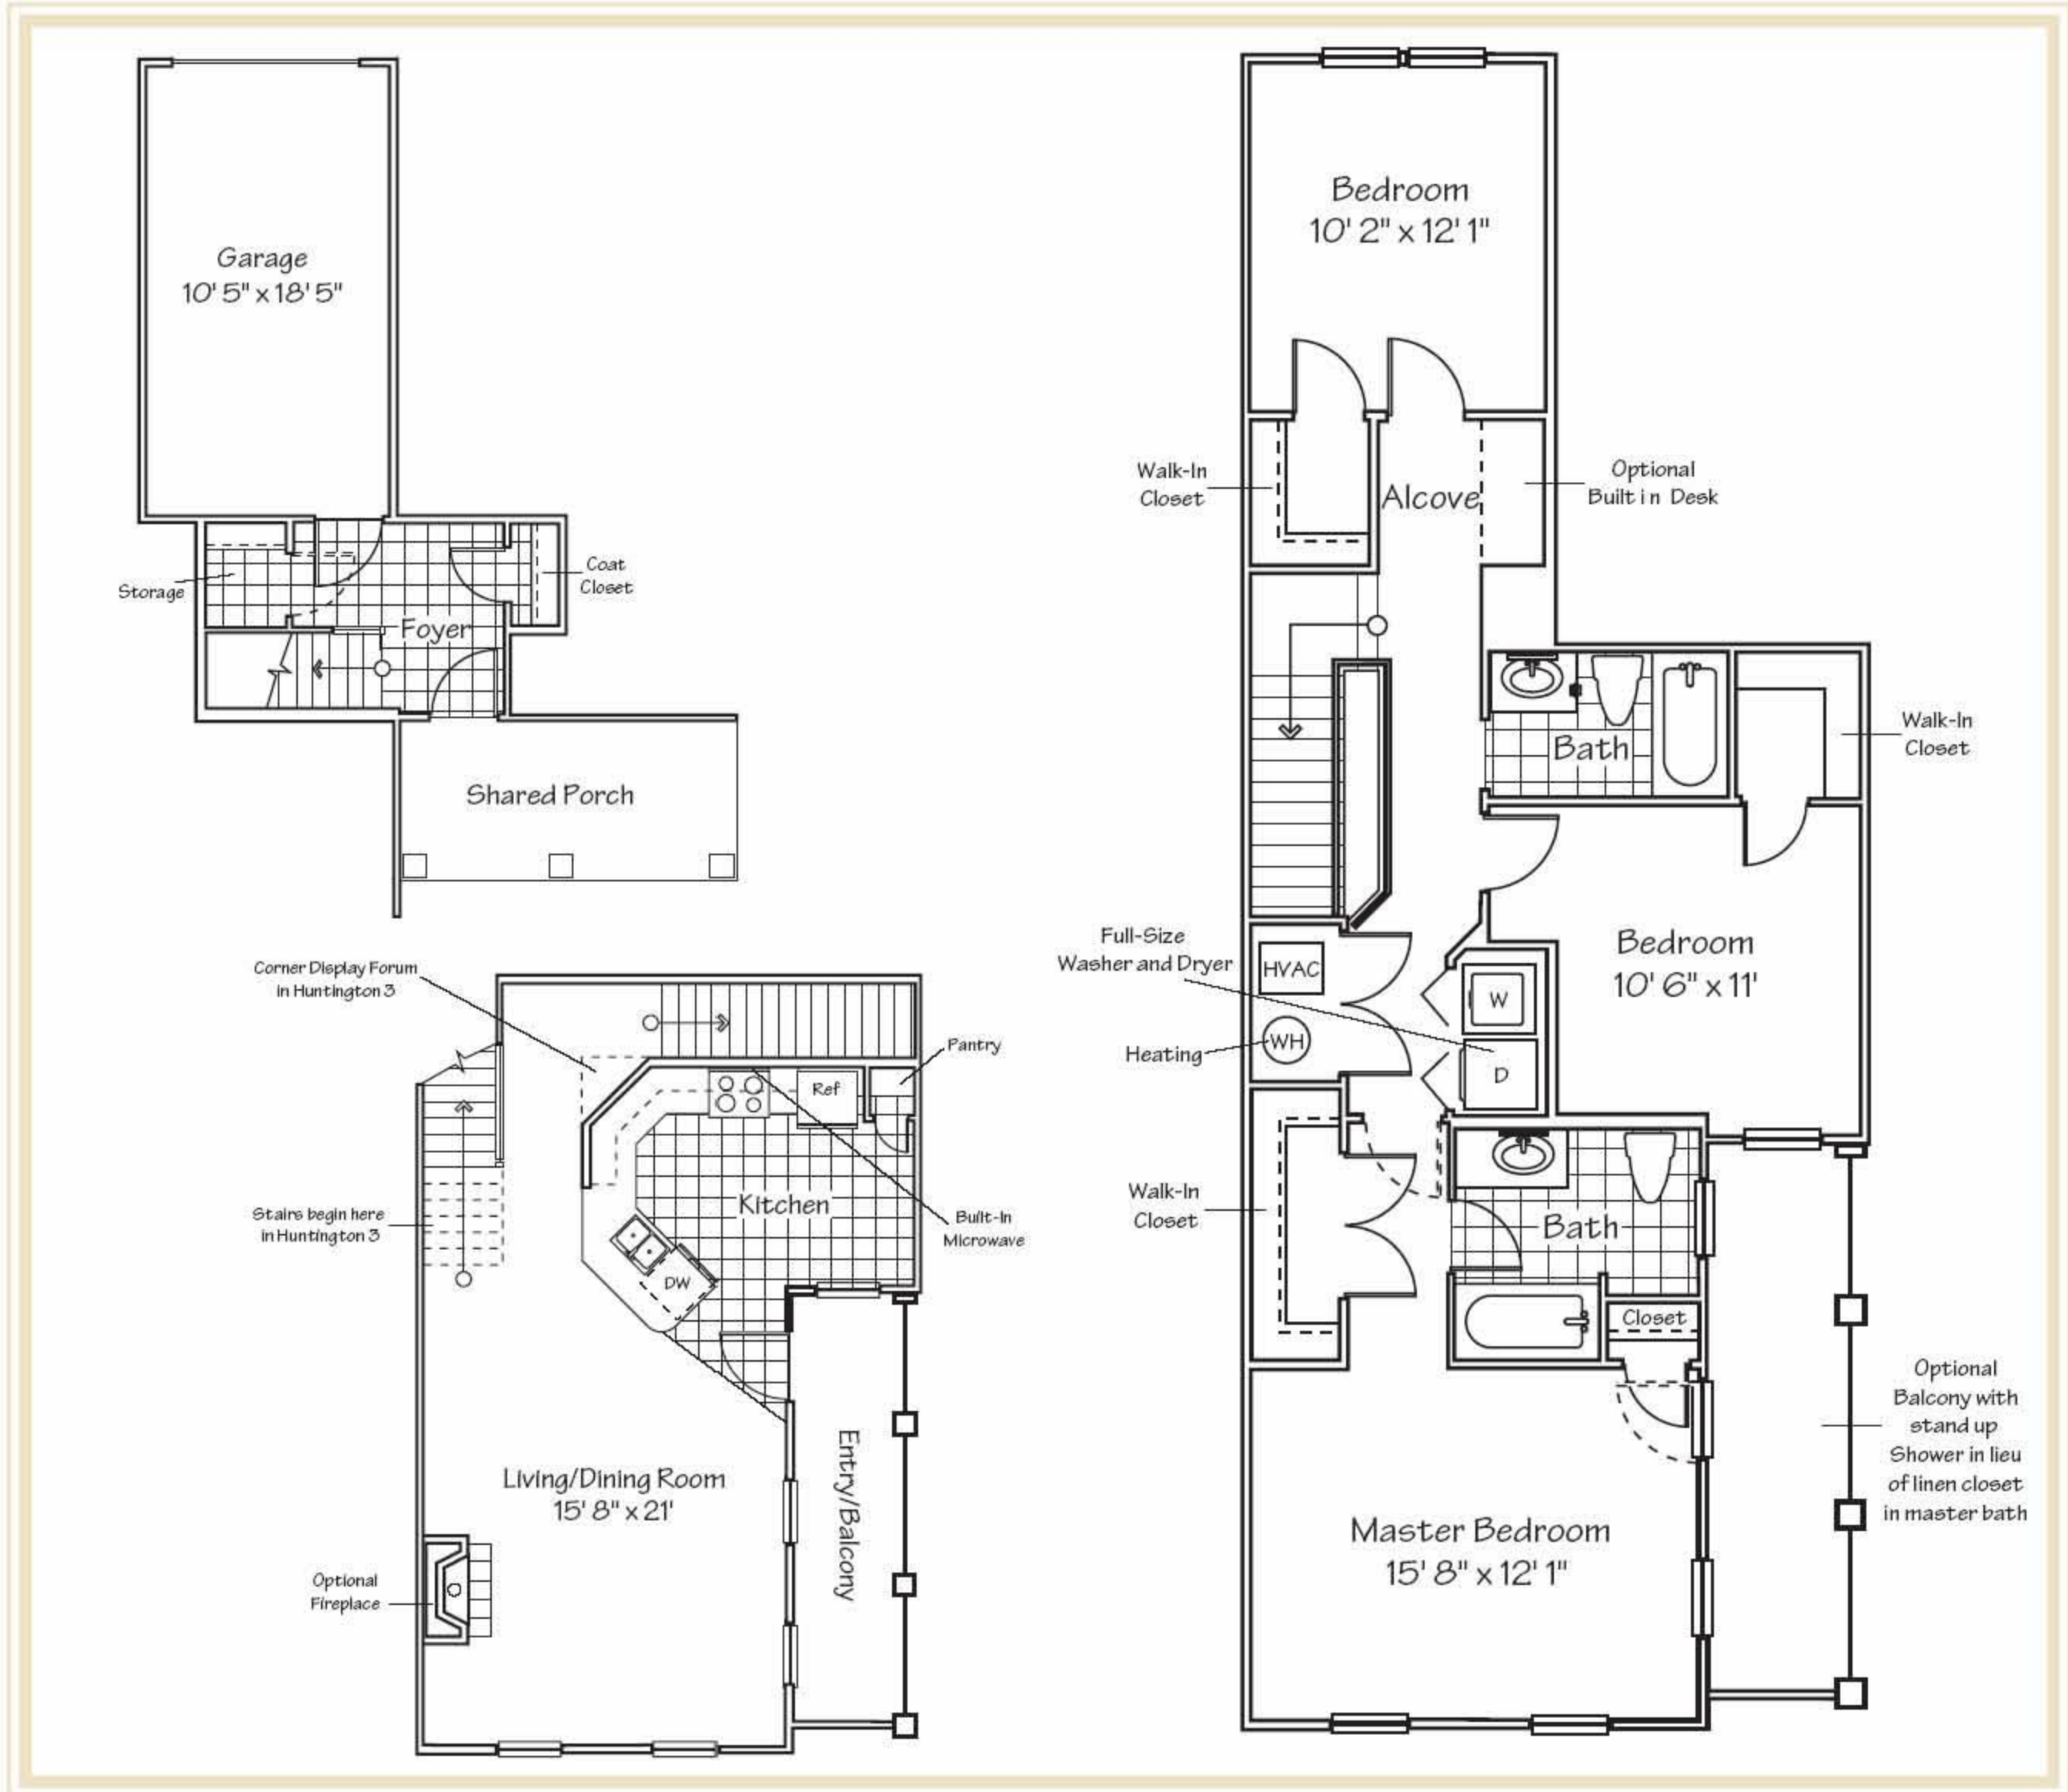 Garage
10' 5" x 18' 5"
Storage
Coat
Closet
Foyer
Shared Porch
Corner Display Forum
in Huntington 3
Pantry
Ref
Kitchen
Built-In
Microwave
DW
Stairs begin here
in Huntington 3
Living/Dining Room
15' 8" x 21'
Entry/Balcony
Optional
Fireplace
Bedroom
10' 2" x 12' 1"
Walk-In
Closet
Alcove
Optional
Built in Desk
Bath
Walk-In
Closet
Full-Size
Washer and Dryer
HVAC
W
Bedroom
10' 6" x 11'
Heating
WH
D
Walk-In
Closet
Bath
Closet
Optional
Balcony with
stand up
Shower in lieu
of linen closet
in master bath
Master Bedroom
15' 8" x 12' 1"